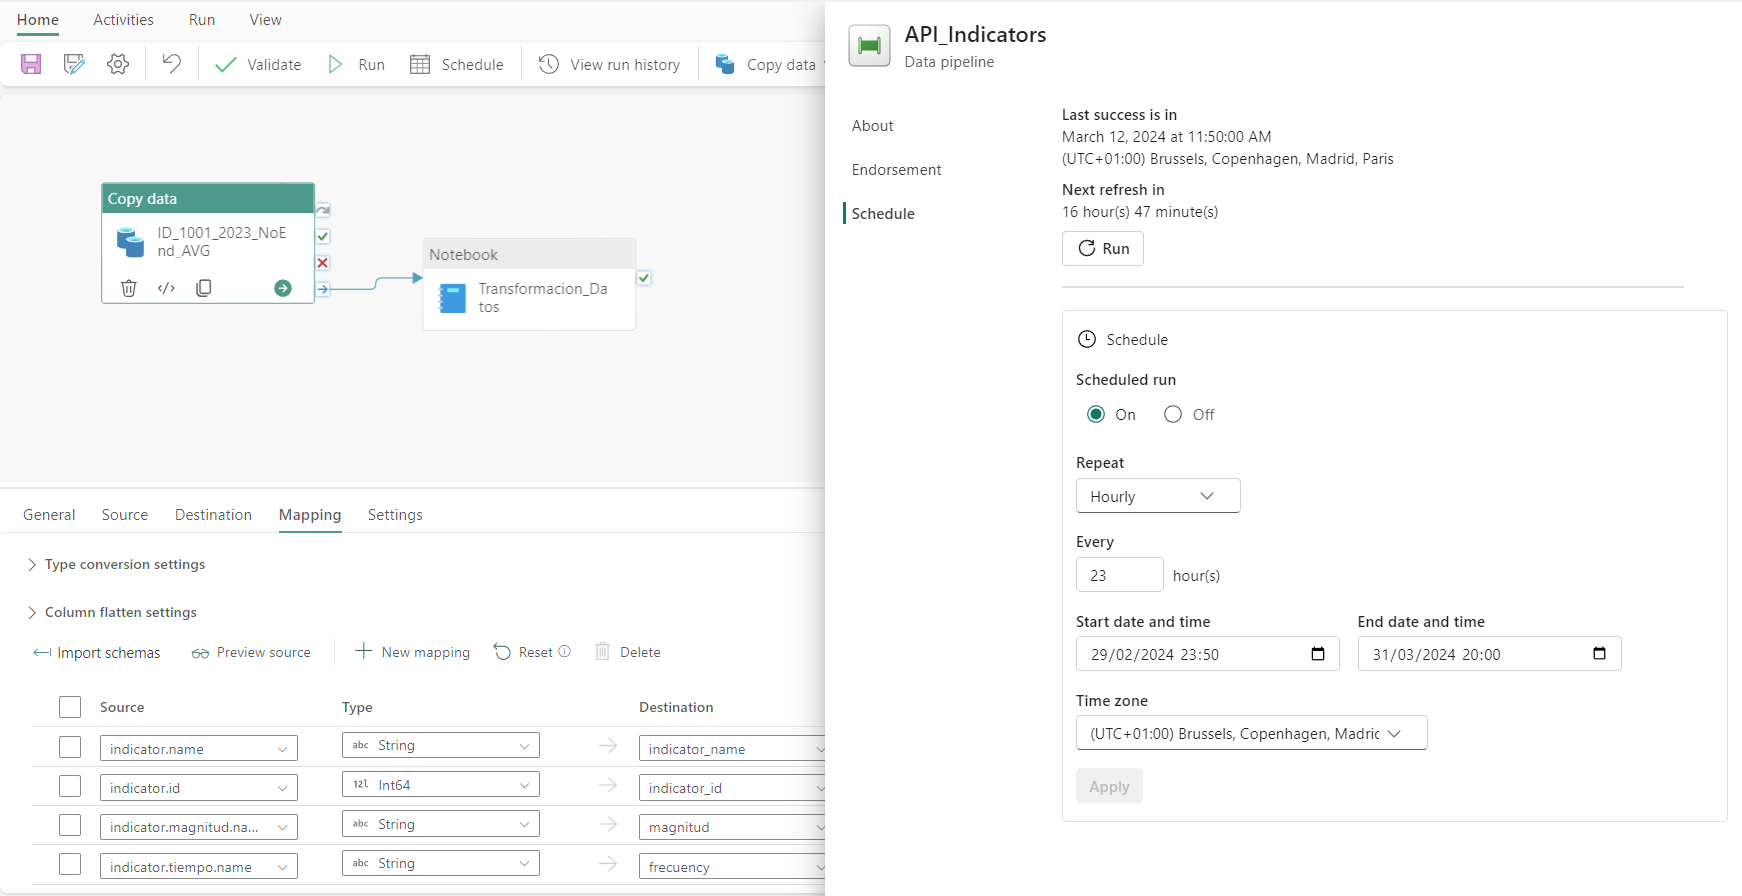 Home Activities Run View
Validate Run Schedule View run history Copy data
Copy data
ID_1001_2023_NoE
nd_AVG
Notebook
Transformacion_Da
tos
General Source Destination Mapping Settings
Type conversion settings
Column flatten settings
Import schemas Preview source New mapping Reset Delete
Source Type Destination
indicator.name abc String indicator_name
indicator.id 12l Int64 indicator_id
indicator.magnitud.na... abc String magnitud
indicator.tiempo.name abc String frecuency
API_Indicators
Data pipeline
About
Endorsement
Schedule
Last success is in
March 12, 2024 at 11:50:00 AM
(UTC+01:00) Brussels, Copenhagen, Madrid, Paris
Next refresh in
16 hour(s) 47 minute(s)
Run
Schedule
Scheduled run
On Off
Repeat
Hourly
Every
23 hour(s)
Start date and time End date and time
29/02/2024 23:50 31/03/2024 20:00
Time zone
(UTC+01:00) Brussels, Copenhagen, Madric
Apply